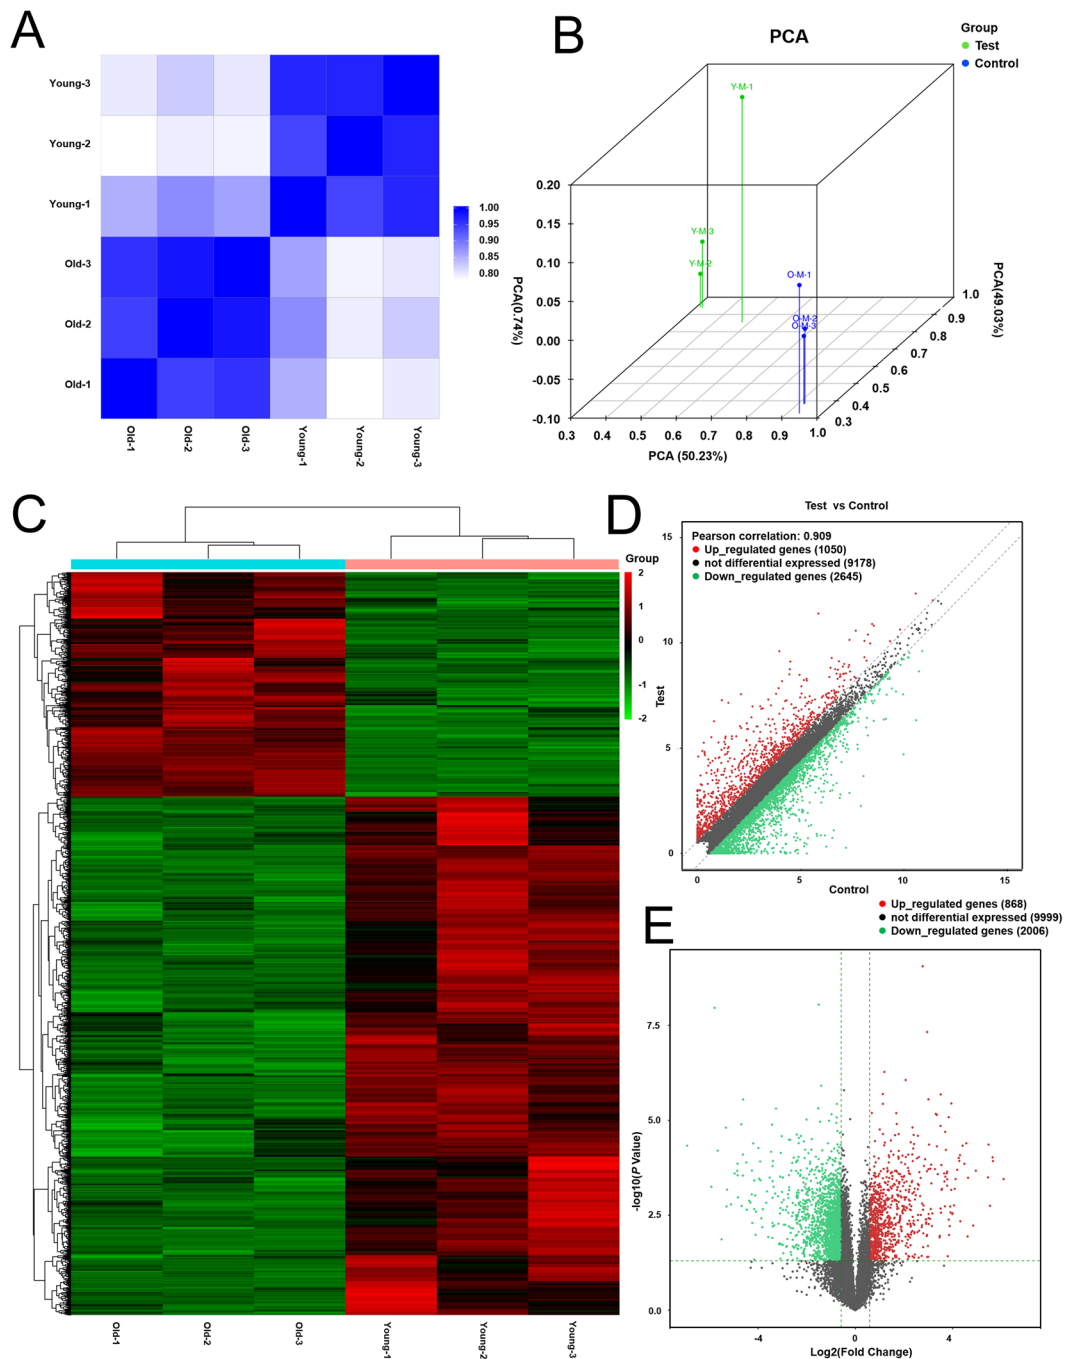 A
Young-3
Young-2
Young-1
Old-3
Old-2
Old-1
Old-1
Old-2
Old-3
Young-1
Young-2
Young-3
1.00
0.95
0.90
0.85
0.80
B
PCA
Group
Test
Control
Y-M-1
Y-M-3
Y-M-2
O-M-1
O-M-2
O-M-3
0.20
0.15
0.10
0.05
0.00
-0.05
-0.10
PCA(0.74%)
0.3 0.4 0.5 0.6 0.7 0.8 0.9 1.0
PCA (50.23%)
1.0
0.9
0.8
0.7
0.6
0.5
0.4
0.3
PCA(49.03%)
C
Group
2
1
0
-1
-2
Old-1
Old-2
Old-3
Young-1
Young-2
Young-3
D
Test vs Control
Pearson correlation: 0.909
Up_regulated genes (1050)
not differential expressed (9178)
Down_regulated genes (2645)
15
10
5
0
Test
0 5 10 15
Control
E
Up_regulated genes (868)
not differential expressed (9999)
Down_regulated genes (2006)
7.5
5.0
2.5
0.0
-log10(P Value)
-4 0 4
Log2(Fold Change)